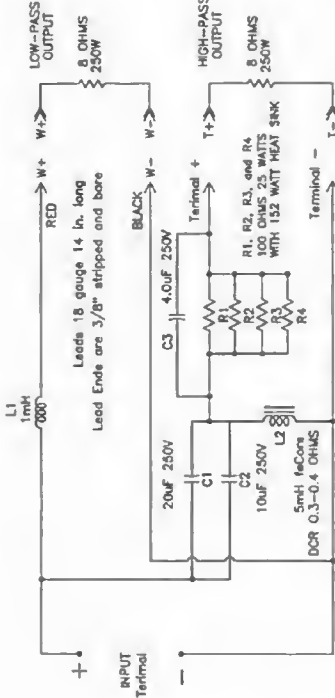 LOW-PASS
OUTPUT
8 OHMS
250W
W+
W+
RED
W-
W-
BLACK
L1
1mH
Leads 18 gauge 14 in. long
Lead Ends are 3/8" stripped and bare
HIGH-PASS
OUTPUT
8 OHMS
250W
T+
T-
Terimal +
Terminal -
R1, R2, R3, and R4
100 OHMS 25 WATTS
WITH 152 WATT HEAT SINK
C3
4.0uF 250V
R1
R2
R3
R4
20uF 250V
C1
C2
10uF 250V
L2
5mH feCore
DCR 0.3-0.4 OHMS
+
INPUT
Terimal
-